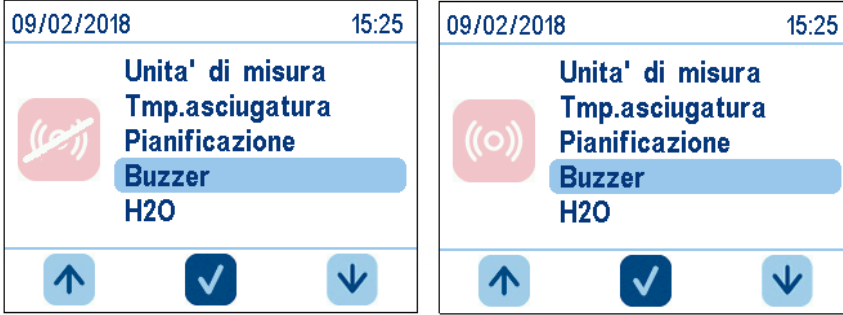 09/02/2018 15:25
Unita' di misura
Tmp.asciugatura
Pianificazione
Buzzer
H2O
09/02/2018 15:25
Unita' di misura
Tmp.asciugatura
Pianificazione
Buzzer
H2O